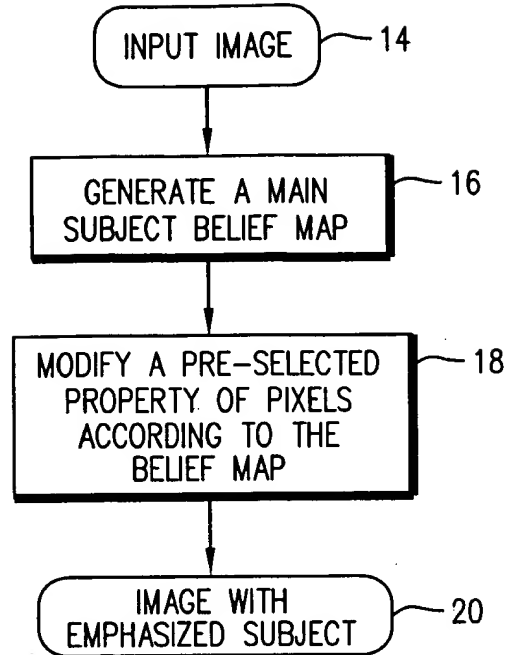 INPUT IMAGE
14
GENERATE A MAIN
SUBJECT BELIEF MAP
16
MODIFY A PRE-SELECTED
PROPERTY OF PIXELS
ACCORDING TO THE
BELIEF MAP
18
IMAGE WITH
EMPHASIZED SUBJECT
20